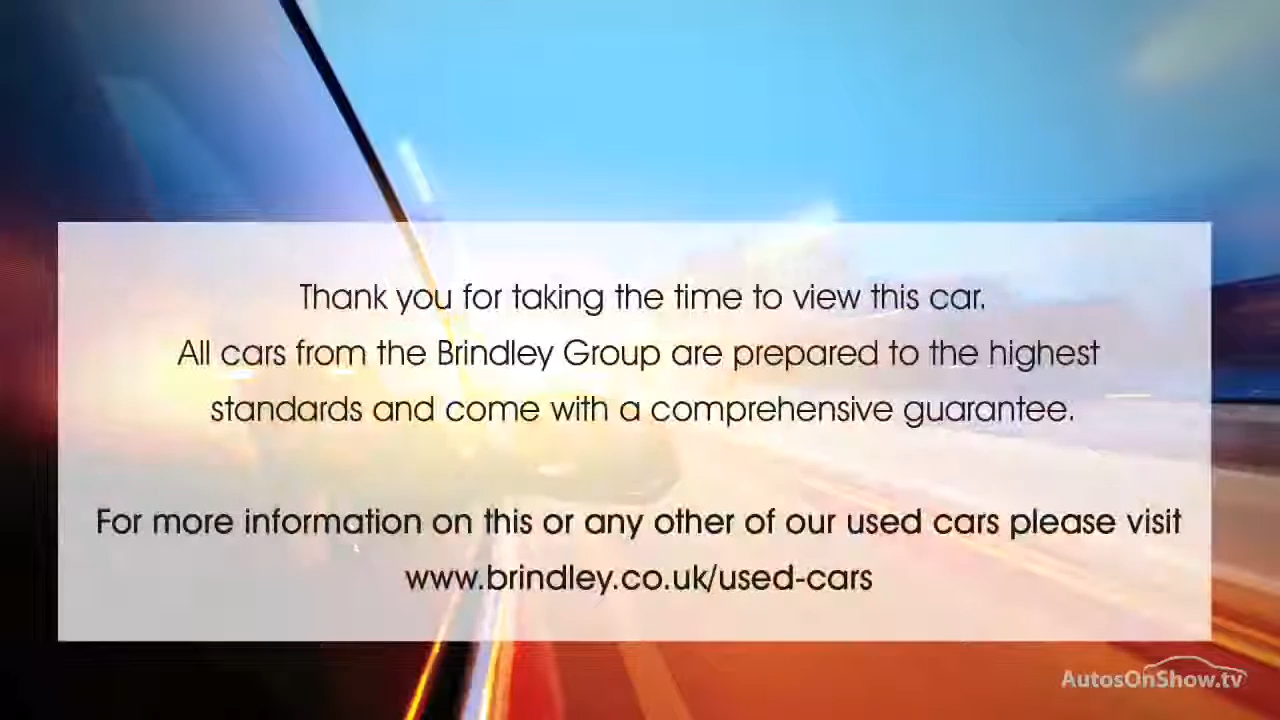 Thank you for taking the time to view this car.
All cars from the Brindley Group are prepared to the highest
standards and come with a comprehensive guarantee.
For more information on this or any other of our used cars please visit
www.brindley.co.uk/used-cars
AutosOnShow.tv